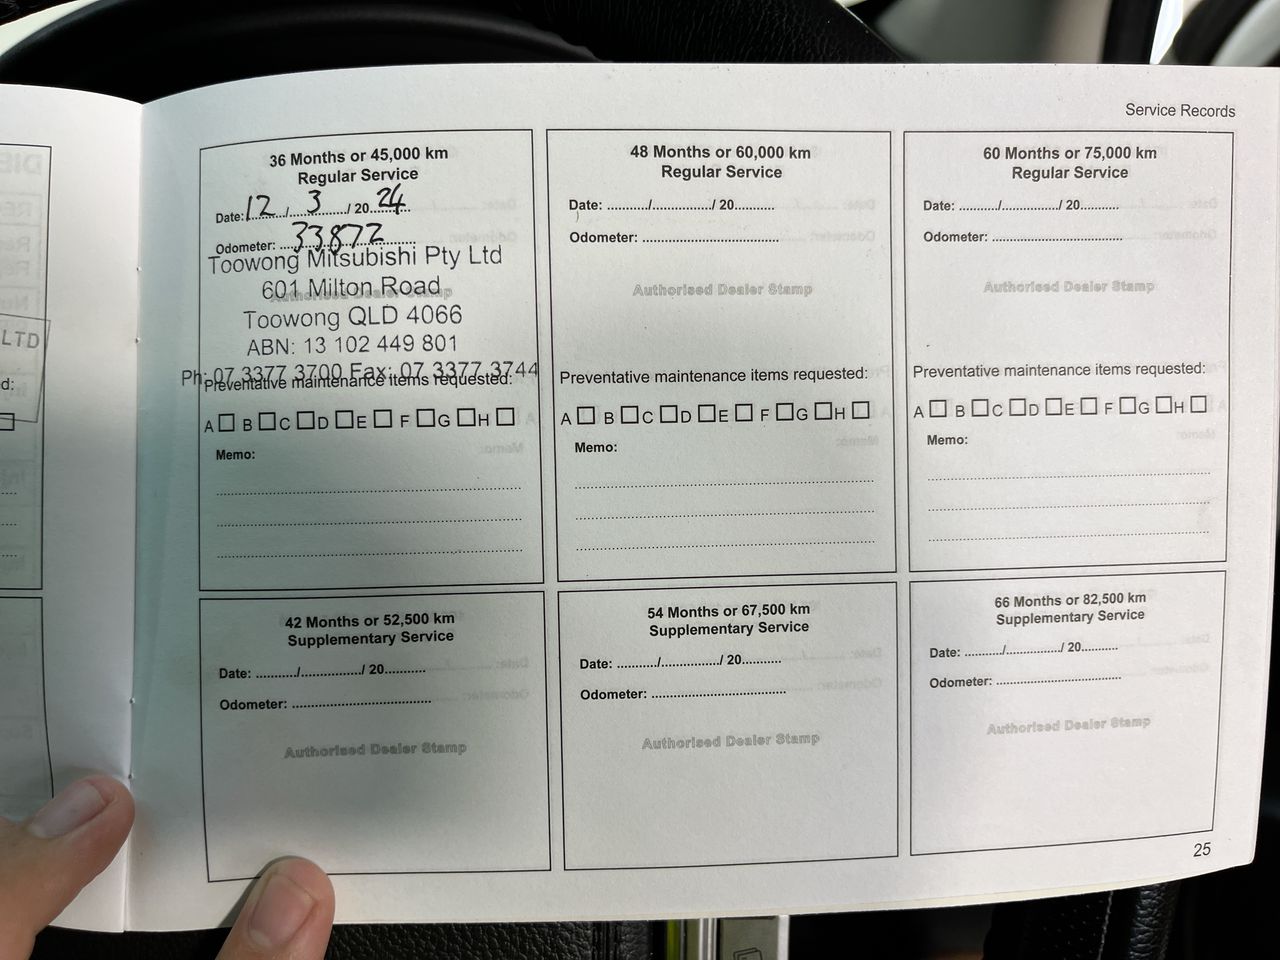 Service Records
36 Months or 45,000 km
Regular Service
Date: 12 / 3 / 20 24
Odometer: 33872
Toowong Mitsubishi Pty Ltd
Authorised Dealer Stamp
601 Milton Road
Toowong QLD 4066
ABN: 13 102 449 801
Ph: 07 3377 3700 Fax: 07 3377 3744
Preventative maintenance items requested:
A □ B □ C □ D □ E □ F □ G □ H □
Memo:
48 Months or 60,000 km
Regular Service
Date: ........../............../ 20..........
Odometer: ........................................
Authorised Dealer Stamp
Preventative maintenance items requested:
A □ B □ C □ D □ E □ F □ G □ H □
Memo:
60 Months or 75,000 km
Regular Service
Date: ........../............../ 20..........
Odometer: ........................................
Authorised Dealer Stamp
Preventative maintenance items requested:
A □ B □ C □ D □ E □ F □ G □ H □
Memo:
42 Months or 52,500 km
Supplementary Service
Date: ........../............../ 20..........
Odometer: ........................................
Authorised Dealer Stamp
54 Months or 67,500 km
Supplementary Service
Date: ........../............../ 20..........
Odometer: ........................................
Authorised Dealer Stamp
66 Months or 82,500 km
Supplementary Service
Date: ........../............../ 20..........
Odometer: ........................................
Authorised Dealer Stamp
25
LTD
d: